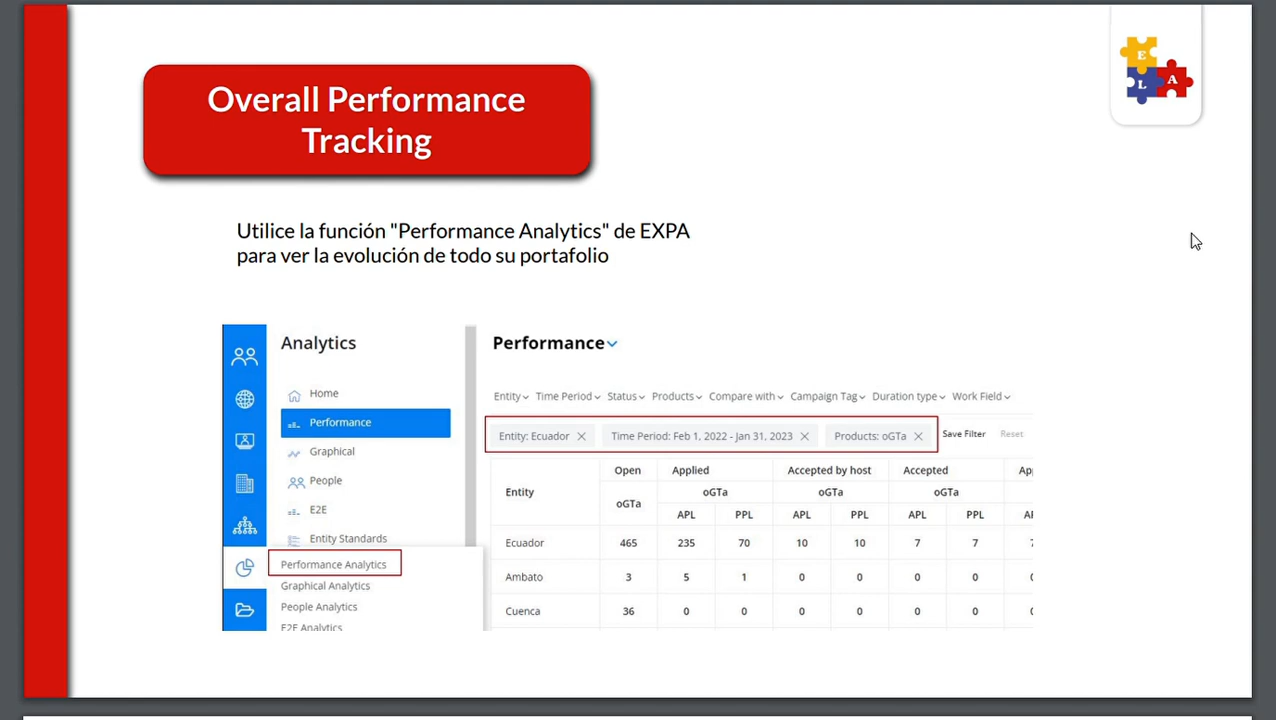 Overall Performance
Tracking
E
L
A
Utilice la función "Performance Analytics" de EXPA
para ver la evolución de todo su portafolio
Analytics
Home
Performance
Graphical
People
E2E
Entity Standards
Performance Analytics
Graphical Analytics
People Analytics
E2E Analytics
Performance
Entity Time Period Status Products Compare with Campaign Tag Duration type Work Field
Entity: Ecuador Time Period: Feb 1, 2022 - Jan 31, 2023 Products: oGTa Save Filter Reset
Entity Open Applied Accepted by host Accepted
oGTa oGTa oGTa oGTa
APL PPL APL PPL APL PPL
Ecuador 465 235 70 10 10 7 7
Ambato 3 5 1 0 0 0 0
Cuenca 36 0 0 0 0 0 0